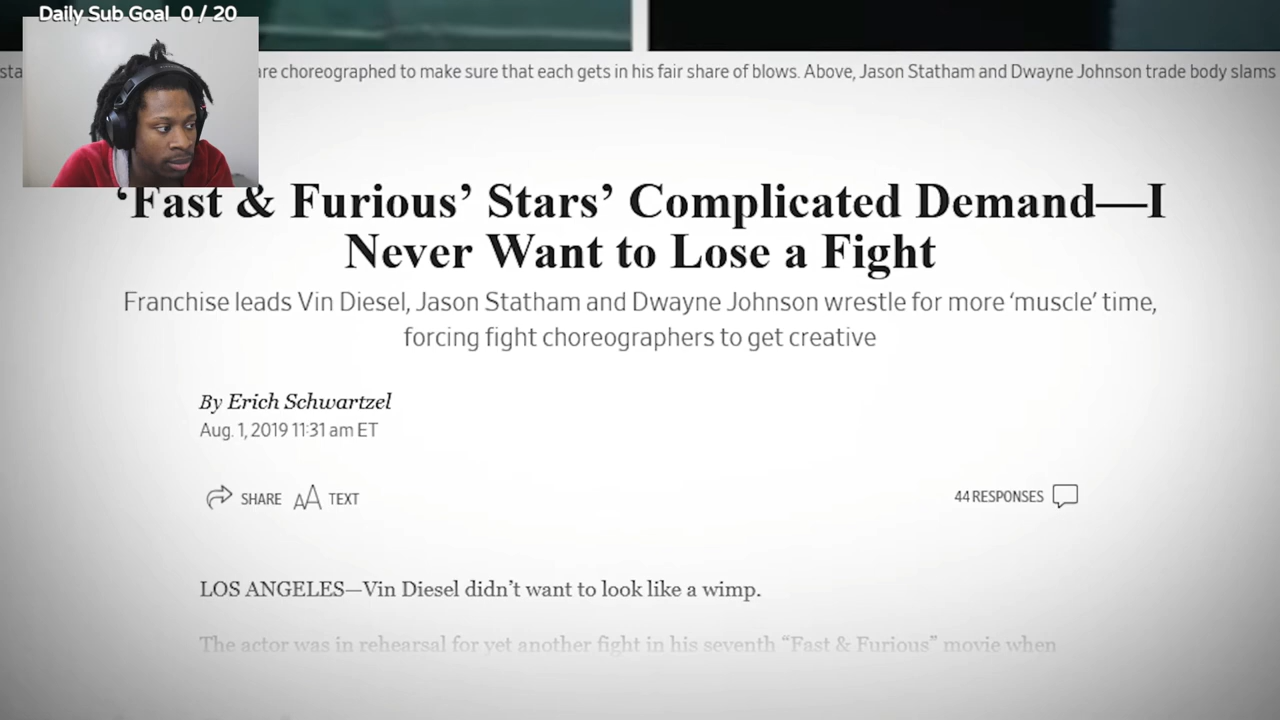 Daily Sub Goal 0 / 20
sta
are choreographed to make sure that each gets in his fair share of blows. Above, Jason Statham and Dwayne Johnson trade body slams
‘Fast & Furious’ Stars’ Complicated Demand—I
Never Want to Lose a Fight
Franchise leads Vin Diesel, Jason Statham and Dwayne Johnson wrestle for more ‘muscle’ time,
forcing fight choreographers to get creative
By Erich Schwartzel
Aug. 1, 2019 11:31 am ET
SHARE
AA TEXT
44 RESPONSES
LOS ANGELES—Vin Diesel didn’t want to look like a wimp.
The actor was in rehearsal for yet another fight in his seventh “Fast & Furious” movie when